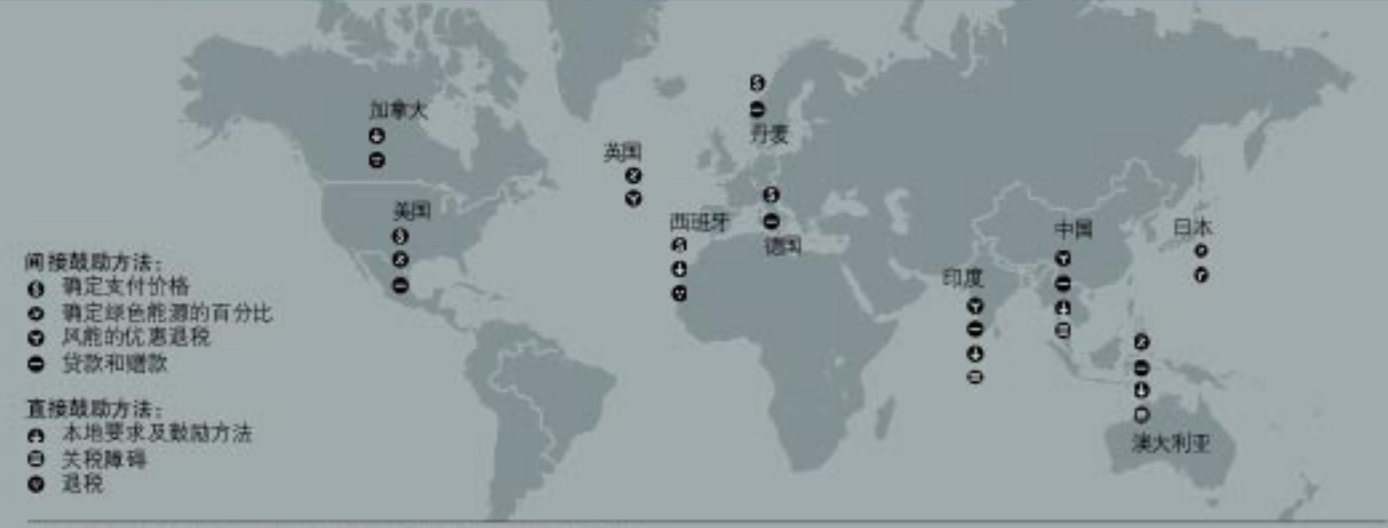 加拿大
丹麦
英国
美国
西班牙
德国
中国
日本
印度
澳大利亚
间接鼓励方法:
确定支付价格
确定绿色能源的百分比
风能的优惠退税
贷款和赠款
直接鼓励方法:
本地要求及鼓励方法
关税障碍
退税